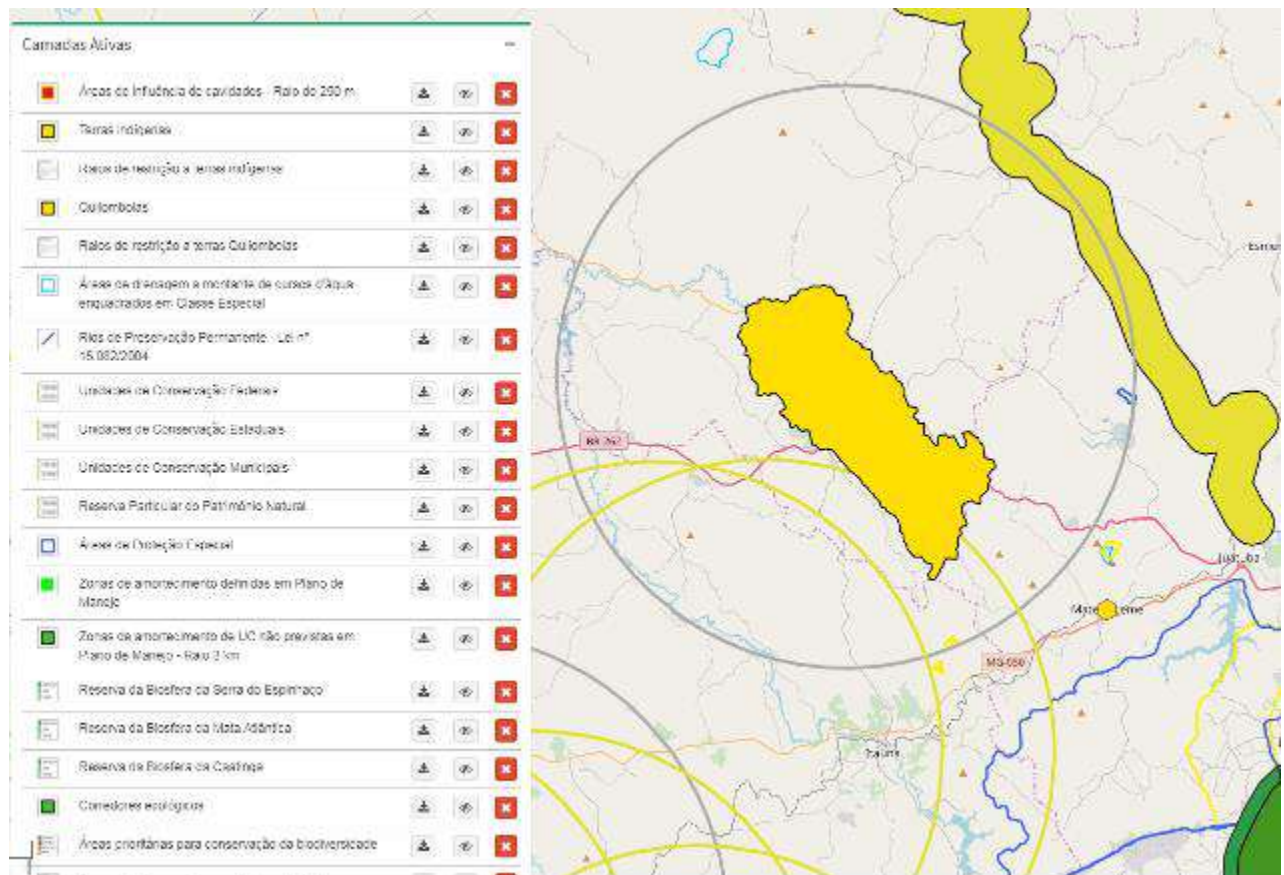 Camadas Ativas
Áreas de Influência de cavidades - Raio de 250 m
Terras Indígenas
Raios de restrição a terras indígenas
Quilombolas
Raios de restrição a terras Quilombolas
Áreas de drenagem a montante de cursos d'água
enquadrados em Classe Especial
Rios de Preservação Permanente - Lei nº
15.082/2004
Unidades de Conservação Federais
Unidades de Conservação Estaduais
Unidades de Conservação Municipais
Reserva Particular do Patrimônio Natural
Áreas de Proteção Especial
Zonas de amortecimento definidas em Plano de
Manejo
Zonas de amortecimento de UC não previstas em
Plano de Manejo - Raio 3 km
Reserva da Biosfera da Serra do Espinhaço
Reserva da Biosfera da Mata Atlântica
Reserva da Biosfera da Caatinga
Corredores ecológicos
Áreas prioritárias para conservação da biodiversidade
Esme
BR-262
Juatuba
Mateus Leme
MG-050
Itaúna